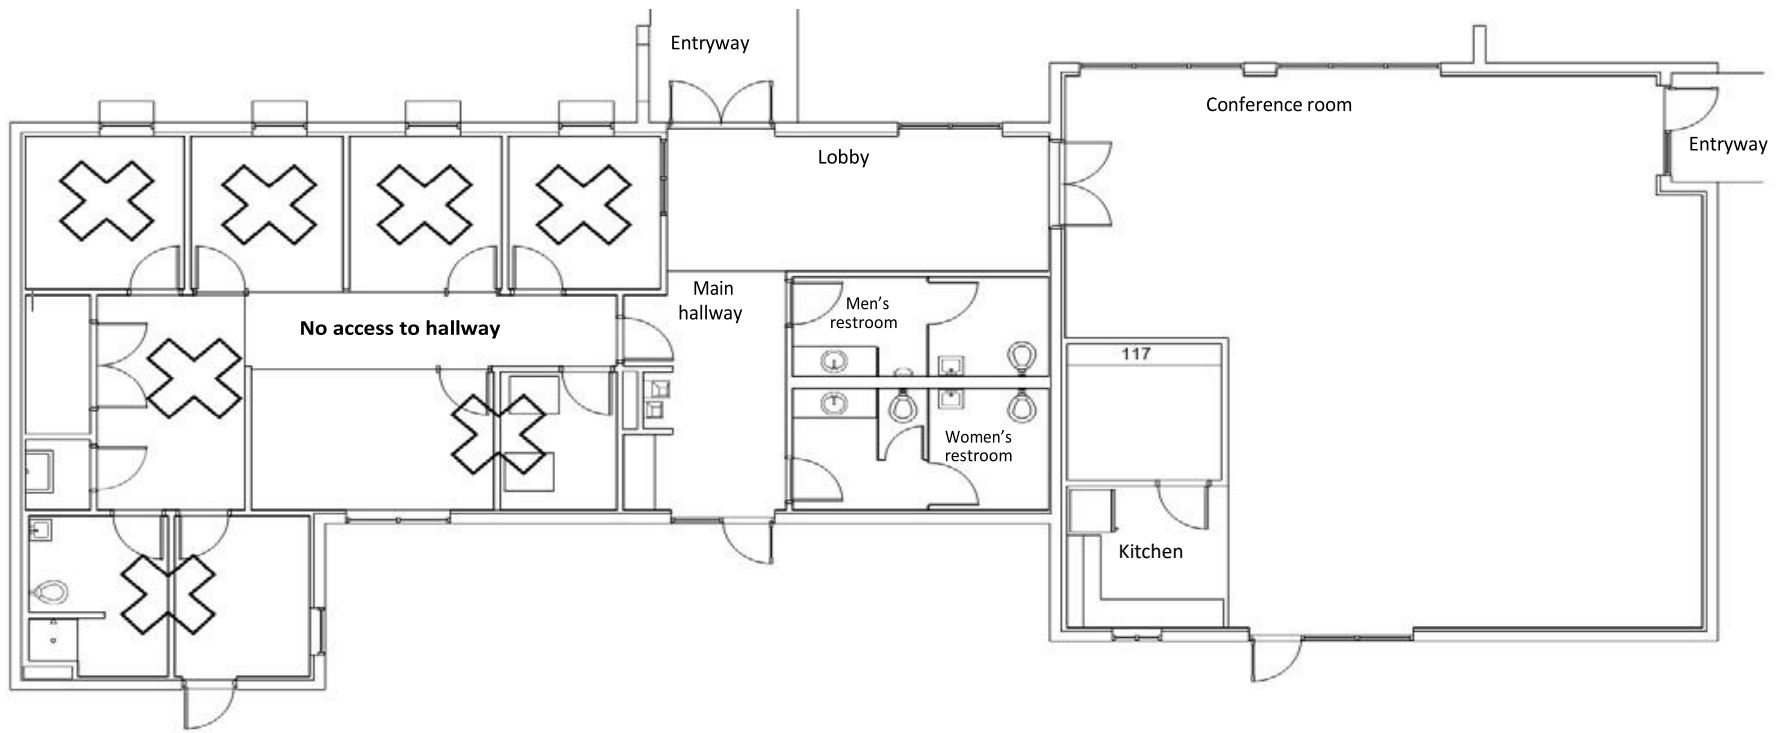 Entryway
Conference room
Entryway
Lobby
Main
hallway
Men’s
restroom
No access to hallway
117
Women’s
restroom
Kitchen